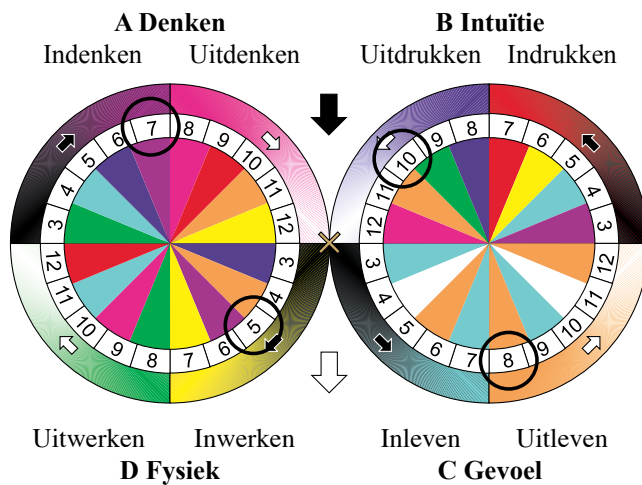 A Denken
B Intuïtie
Indenken
Uitdenken
Uitdrukken
Indrukken
3 4 5 6 7 8 9 10 11 12
3 4 5 6 7 8 9 10 11 12
12 11 10 9 8 7 6 5 4 3
12 11 10 9 8 7 6 5 4 3
Uitwerken
Inwerken
Inleven
Uitleven
D Fysiek
C Gevoel